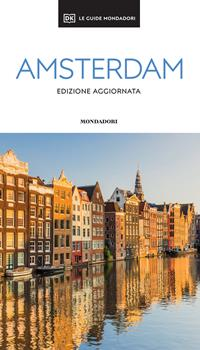 DK LE GUIDE MONDADORI
AMSTERDAM
EDIZIONE AGGIORNATA
MONDADORI